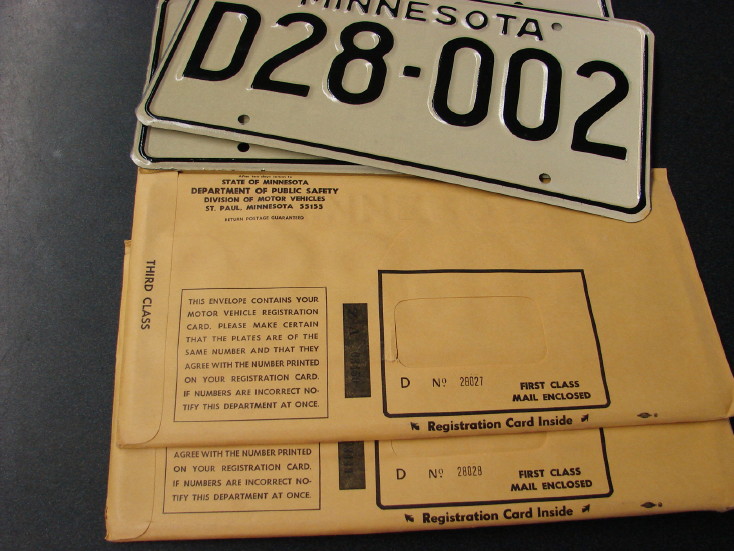 MINNESOTA
D28-002
STATE OF MINNESOTA
DEPARTMENT OF PUBLIC SAFETY
DIVISION OF MOTOR VEHICLES
ST. PAUL, MINNESOTA 55155
RETURN POSTAGE GUARANTEED
THIRD CLASS
THIS ENVELOPE CONTAINS YOUR
MOTOR VEHICLE REGISTRATION
CARD. PLEASE MAKE CERTAIN
THAT THE PLATES ARE OF THE
SAME NUMBER AND THAT THEY
AGREE WITH THE NUMBER PRINTED
ON YOUR REGISTRATION CARD.
IF NUMBERS ARE INCORRECT NO-
TIFY THIS DEPARTMENT AT ONCE.
D Nº 28027
FIRST CLASS
MAIL ENCLOSED
Registration Card Inside
AGREE WITH THE NUMBER PRINTED
ON YOUR REGISTRATION CARD.
IF NUMBERS ARE INCORRECT NO-
TIFY THIS DEPARTMENT AT ONCE.
D Nº 28028
FIRST CLASS
MAIL ENCLOSED
Registration Card Inside